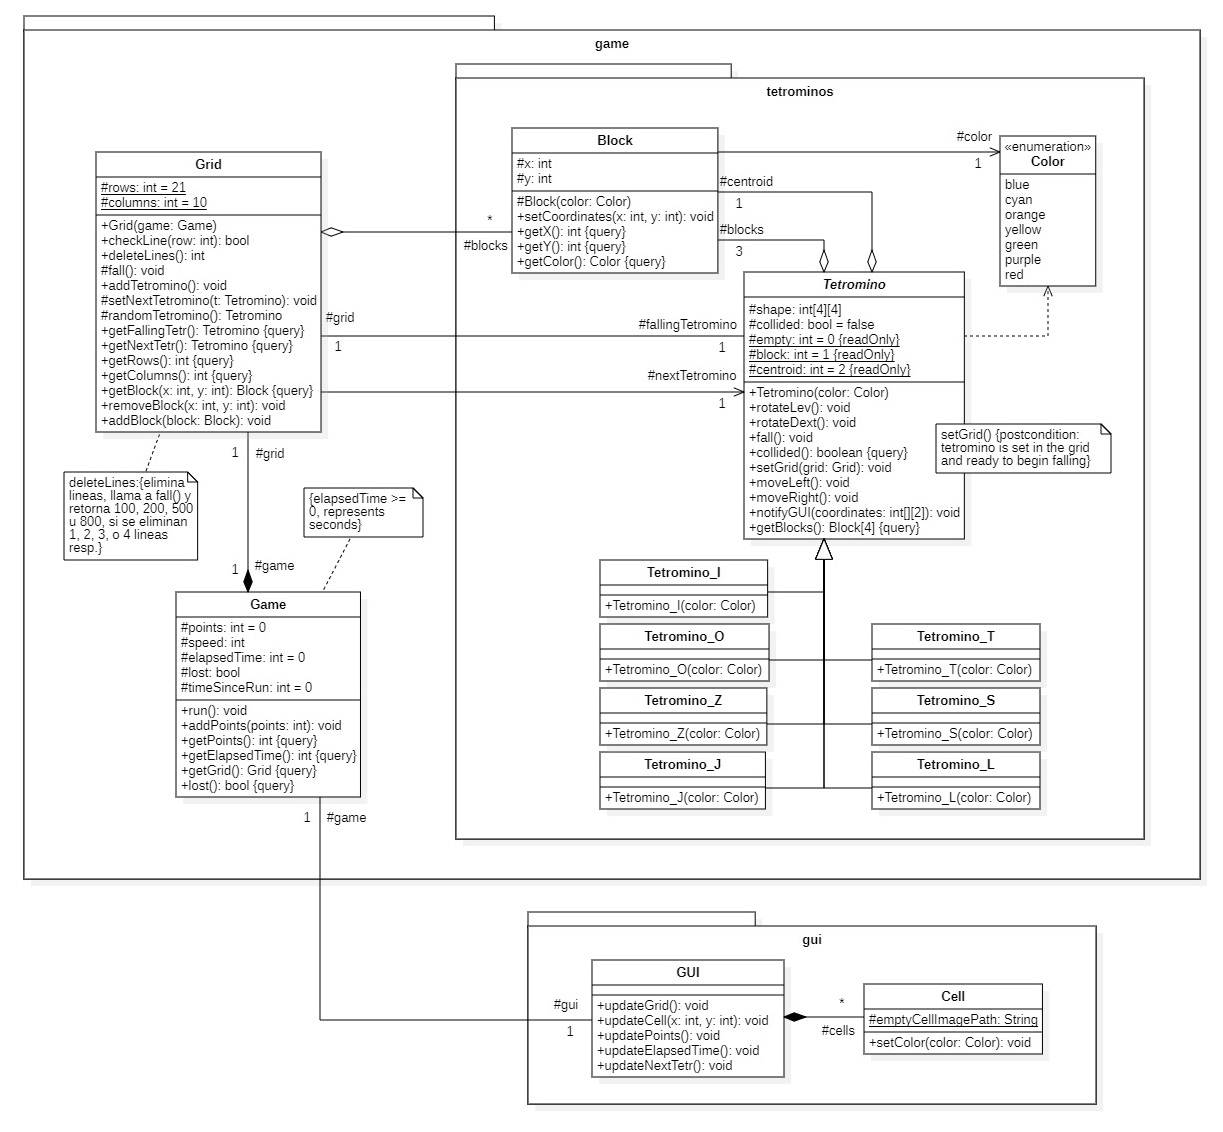 game
tetrominos
Grid
#rows: int = 21
#columns: int = 10
+Grid(game: Game)
+checkLine(row: int): bool
+deleteLines(): int
#fall(): void
+addTetromino(): void
#setNextTetromino(t: Tetromino): void
#randomTetromino(): Tetromino
+getFallingTetr(): Tetromino {query}
+getNextTetr(): Tetromino {query}
+getRows(): int {query}
+getColumns(): int {query}
+getBlock(x: int, y: int): Block {query}
+removeBlock(x: int, y: int): void
+addBlock(block: Block): void
*
#blocks
Block
#x: int
#y: int
#Block(color: Color)
+setCoordinates(x: int, y: int): void
+getX(): int {query}
+getY(): int {query}
+getColor(): Color {query}
#color
1
#centroid
1
#blocks
3
«enumeration»
Color
blue
cyan
orange
yellow
green
purple
red
#grid
1
#fallingTetromino
1
#nextTetromino
1
Tetromino
#shape: int[4][4]
#collided: bool = false
#empty: int = 0 {readOnly}
#block: int = 1 {readOnly}
#centroid: int = 2 {readOnly}
+Tetromino(color: Color)
+rotateLev(): void
+rotateDext(): void
+fall(): void
+collided(): boolean {query}
+setGrid(grid: Grid): void
+moveLeft(): void
+moveRight(): void
+notifyGUI(coordinates: int[][2]): void
+getBlocks(): Block[4] {query}
setGrid() {postcondition:
tetromino is set in the grid
and ready to begin falling}
1
#grid
deleteLines:{elimina
lineas, llama a fall() y
retorna 100, 200, 500
u 800, si se eliminan
1, 2, 3, o 4 lineas
resp.}
{elapsedTime >=
0, represents
seconds}
1
#game
Game
#points: int = 0
#speed: int
#elapsedTime: int = 0
#lost: bool
#timeSinceRun: int = 0
+run(): void
+addPoints(points: int): void
+getPoints(): int {query}
+getElapsedTime(): int {query}
+getGrid(): Grid {query}
+lost(): bool {query}
1
#game
Tetromino_I
+Tetromino_I(color: Color)
Tetromino_O
+Tetromino_O(color: Color)
Tetromino_T
+Tetromino_T(color: Color)
Tetromino_Z
+Tetromino_Z(color: Color)
Tetromino_S
+Tetromino_S(color: Color)
Tetromino_J
+Tetromino_J(color: Color)
Tetromino_L
+Tetromino_L(color: Color)
gui
#gui
1
GUI
+updateGrid(): void
+updateCell(x: int, y: int): void
+updatePoints(): void
+updateElapsedTime(): void
+updateNextTetr(): void
*
#cells
Cell
#emptyCellImagePath: String
+setColor(color: Color): void